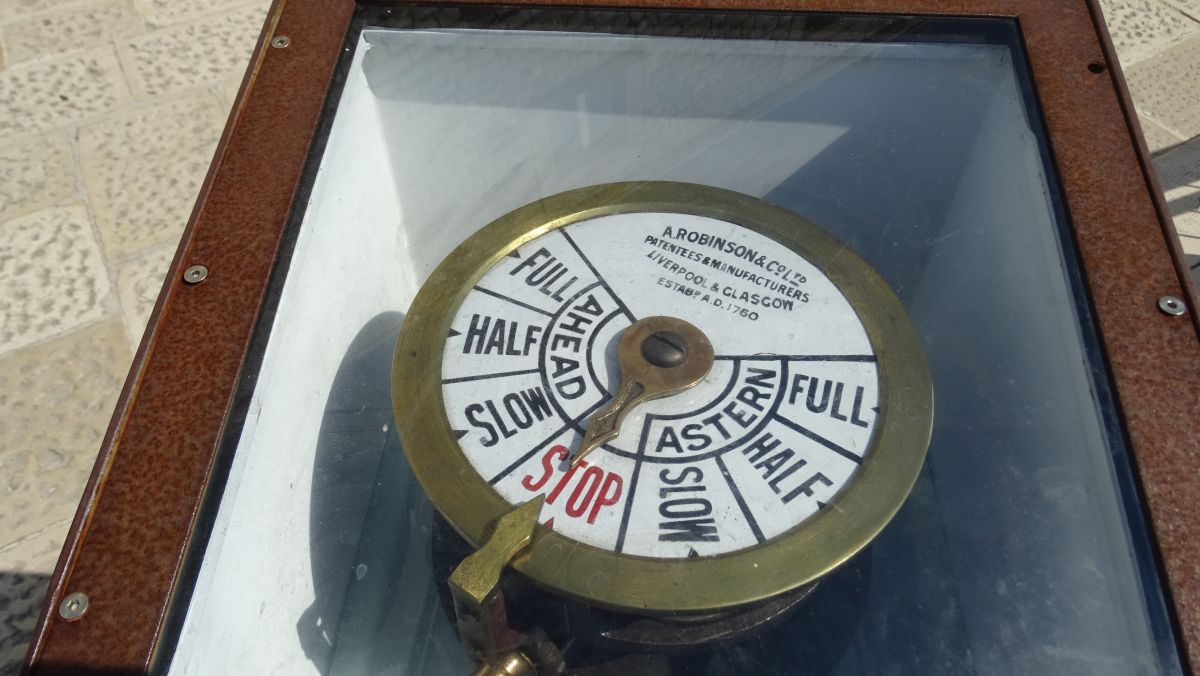 A.ROBINSON&CO LTD
PATENTEES & MANUFACTURERS
LIVERPOOL & GLASGOW
ESTABD A.D.1760
FULL
HALF
SLOW
AHEAD
STOP
SLOW
HALF
FULL
ASTERN